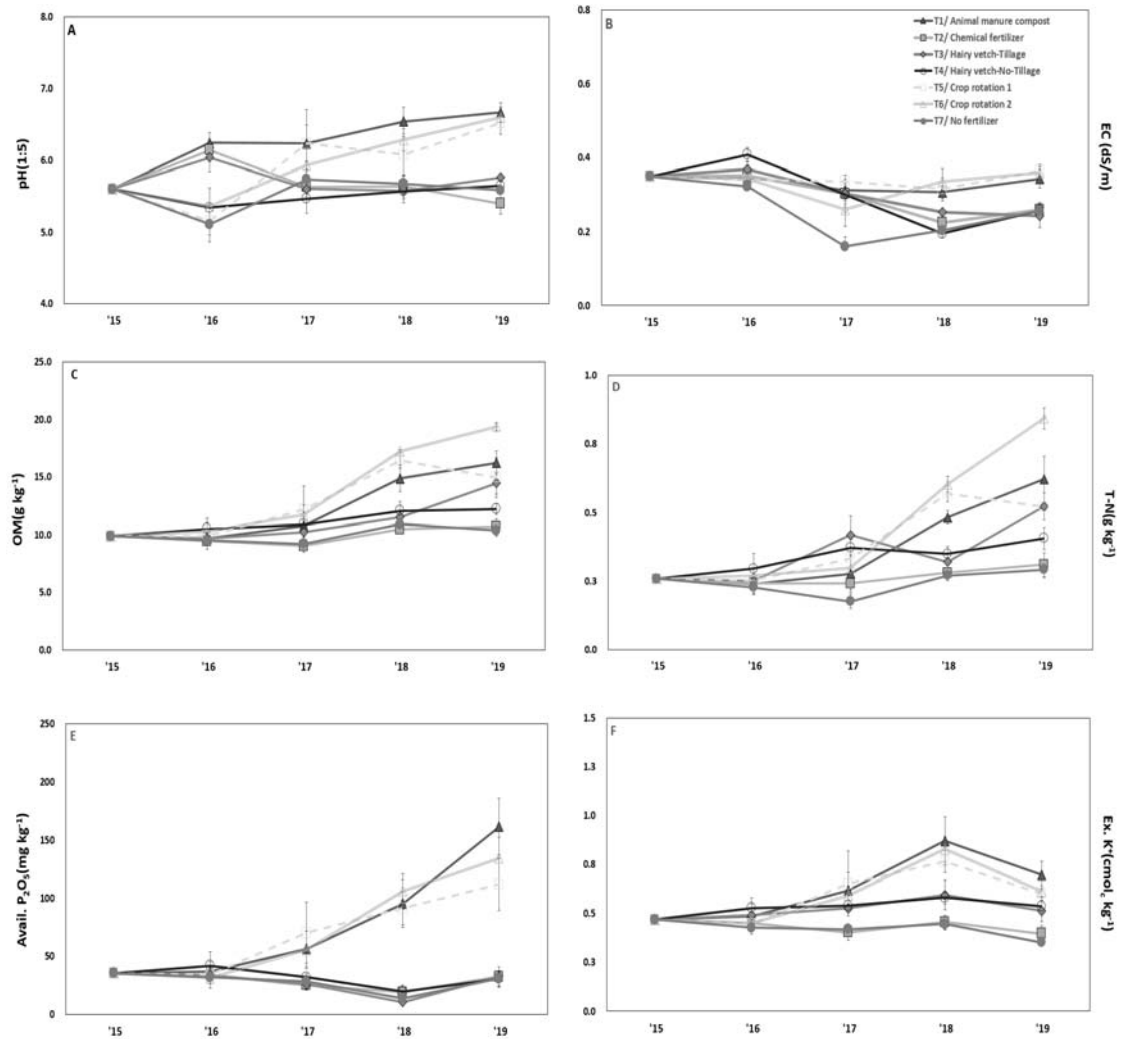 A
8.0
7.0
6.0
5.0
4.0
pH(1:5)
'15 '16 '17 '18 '19
B
0.8
0.6
0.4
0.2
0.0
EC (dS/m)
T1/ Animal manure compost
T2/ Chemical fertilizer
T3/ Hairy vetch-Tillage
T4/ Hairy vetch-No-Tillage
T5/ Crop rotation 1
T6/ Crop rotation 2
T7/ No fertilizer
'15 '16 '17 '18 '19
C
25.0
20.0
15.0
10.0
5.0
0.0
OM(g kg⁻¹)
'15 '16 '17 '18 '19
D
1.0
0.8
0.5
0.3
0.0
T-N(g kg⁻¹)
'15 '16 '17 '18 '19
E
250
200
150
100
50
0
Avail. P₂O₅(mg kg⁻¹)
'15 '16 '17 '18 '19
F
1.5
1.3
1.0
0.8
0.5
0.3
0.0
Ex. K⁺(cmol꜀ kg⁻¹)
'15 '16 '17 '18 '19